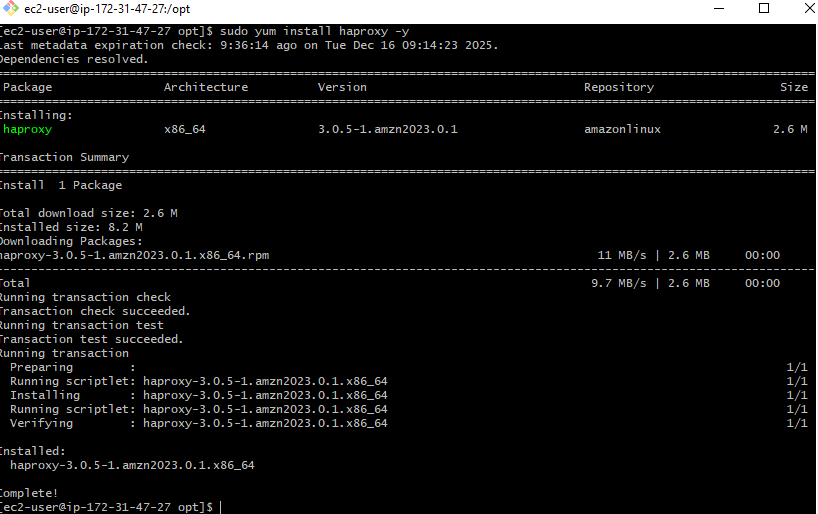 ec2-user@ip-172-31-47-27:/opt
[ec2-user@ip-172-31-47-27 opt]$ sudo yum install haproxy -y
Last metadata expiration check: 9:36:14 ago on Tue Dec 16 09:14:23 2025.
Dependencies resolved.
Package Architecture Version Repository Size
Installing:
haproxy x86_64 3.0.5-1.amzn2023.0.1 amazonlinux 2.6 M
Transaction Summary
Install 1 Package
Total download size: 2.6 M
Installed size: 8.2 M
Downloading Packages:
haproxy-3.0.5-1.amzn2023.0.1.x86_64.rpm 11 MB/s | 2.6 MB 00:00
Total 9.7 MB/s | 2.6 MB 00:00
Running transaction check
Transaction check succeeded.
Running transaction test
Transaction test succeeded.
Running transaction
Preparing : 1/1
Running scriptlet: haproxy-3.0.5-1.amzn2023.0.1.x86_64 1/1
Installing : haproxy-3.0.5-1.amzn2023.0.1.x86_64 1/1
Running scriptlet: haproxy-3.0.5-1.amzn2023.0.1.x86_64 1/1
Verifying : haproxy-3.0.5-1.amzn2023.0.1.x86_64 1/1
Installed:
haproxy-3.0.5-1.amzn2023.0.1.x86_64
Complete!
[ec2-user@ip-172-31-47-27 opt]$